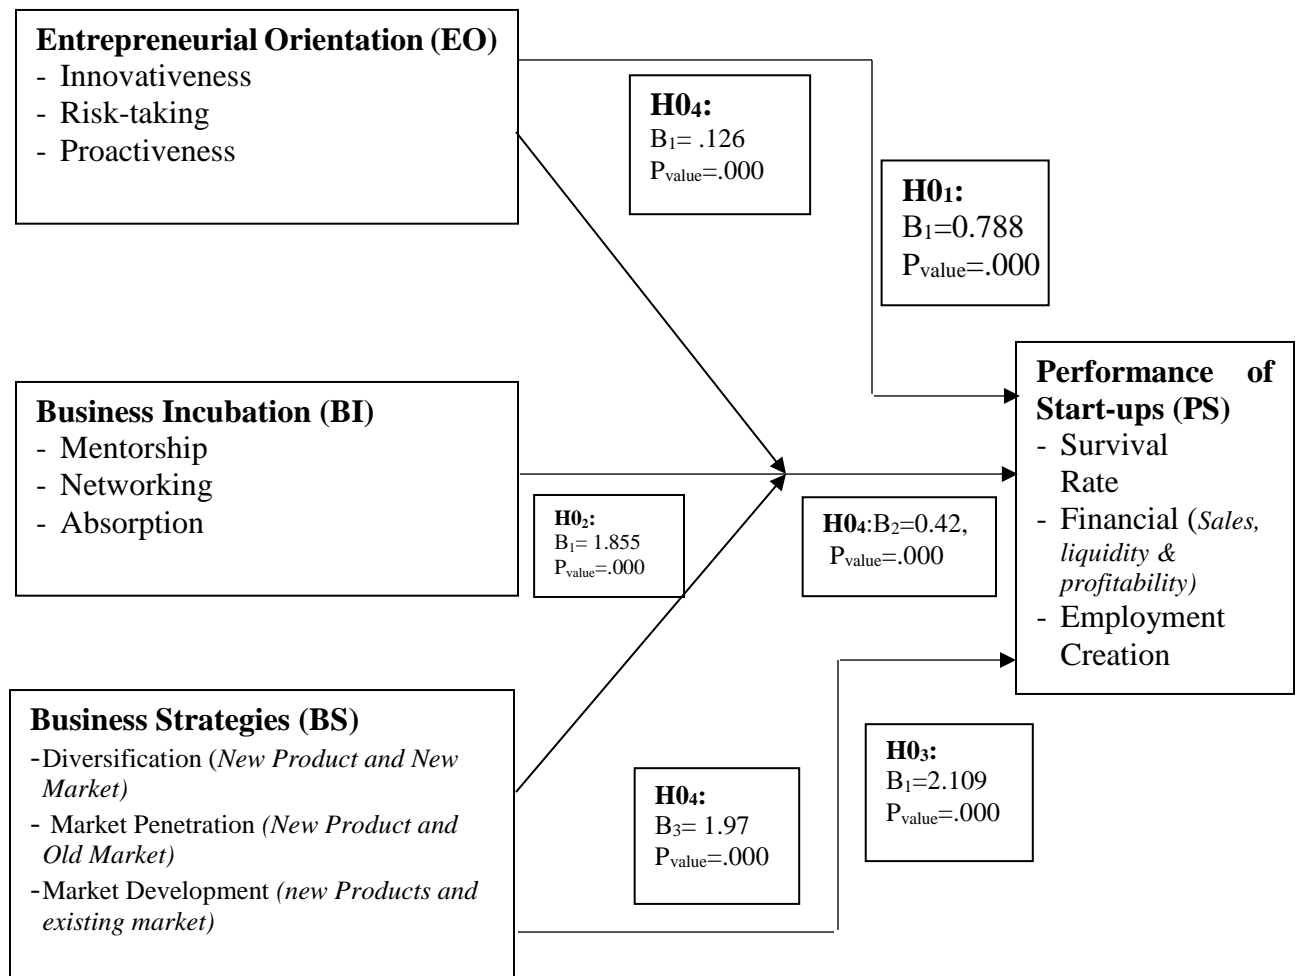 Entrepreneurial Orientation (EO)
- Innovativeness
- Risk-taking
- Proactiveness
H04:
B1= .126
Pvalue=.000
H01:
B1=0.788
Pvalue=.000
Business Incubation (BI)
- Mentorship
- Networking
- Absorption
H02:
B1= 1.855
Pvalue=.000
H04:B2=0.42,
Pvalue=.000
Performance of
Start-ups (PS)
- Survival
Rate
- Financial (Sales,
liquidity &
profitability)
- Employment
Creation
Business Strategies (BS)
-Diversification (New Product and New
Market)
- Market Penetration (New Product and
Old Market)
-Market Development (new Products and
existing market)
H04:
B3= 1.97
Pvalue=.000
H03:
B1=2.109
Pvalue=.000